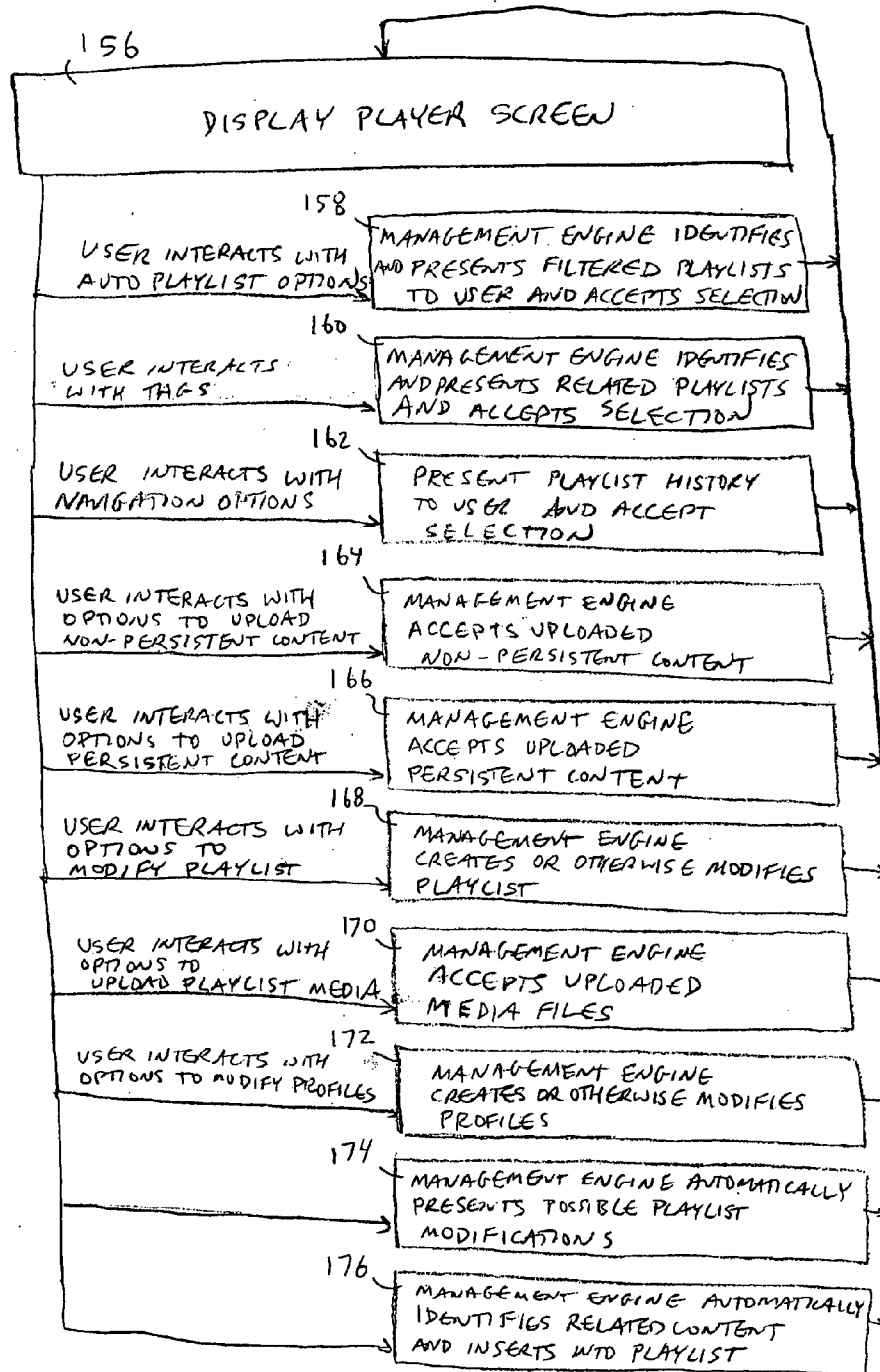 156
DISPLAY PLAYER SCREEN
158
USER INTERACTS WITH
AUTO PLAYLIST OPTIONS
MANAGEMENT ENGINE IDENTIFIES
AND PRESENTS FILTERED PLAYLISTS
TO USER AND ACCEPTS SELECTION
160
USER INTERACTS
WITH TAGS
MANAGEMENT ENGINE IDENTIFIES
AND PRESENTS RELATED PLAYLISTS
AND ACCEPTS SELECTION
162
USER INTERACTS WITH
NAVIGATION OPTIONS
PRESENT PLAYLIST HISTORY
TO USER AND ACCEPT
SELECTION
164
USER INTERACTS WITH
OPTIONS TO UPLOAD
NON-PERSISTENT CONTENT
MANAGEMENT ENGINE
ACCEPTS UPLOADED
NON-PERSISTENT CONTENT
166
USER INTERACTS WITH
OPTIONS TO UPLOAD
PERSISTENT CONTENT
MANAGEMENT ENGINE
ACCEPTS UPLOADED
PERSISTENT CONTENT
168
USER INTERACTS WITH
OPTIONS TO
MODIFY PLAYLIST
MANAGEMENT ENGINE
CREATES OR OTHERWISE MODIFIES
PLAYLIST
170
USER INTERACTS WITH
OPTIONS TO
UPLOAD PLAYLIST MEDIA
MANAGEMENT ENGINE
ACCEPTS UPLOADED
MEDIA FILES
172
USER INTERACTS WITH
OPTIONS TO MODIFY PROFILES
MANAGEMENT ENGINE
CREATES OR OTHERWISE MODIFIES
PROFILES
174
MANAGEMENT ENGINE AUTOMATICALLY
PRESENTS POSSIBLE PLAYLIST
MODIFICATIONS
176
MANAGEMENT ENGINE AUTOMATICALLY
IDENTIFIES RELATED CONTENT
AND INSERTS INTO PLAYLIST